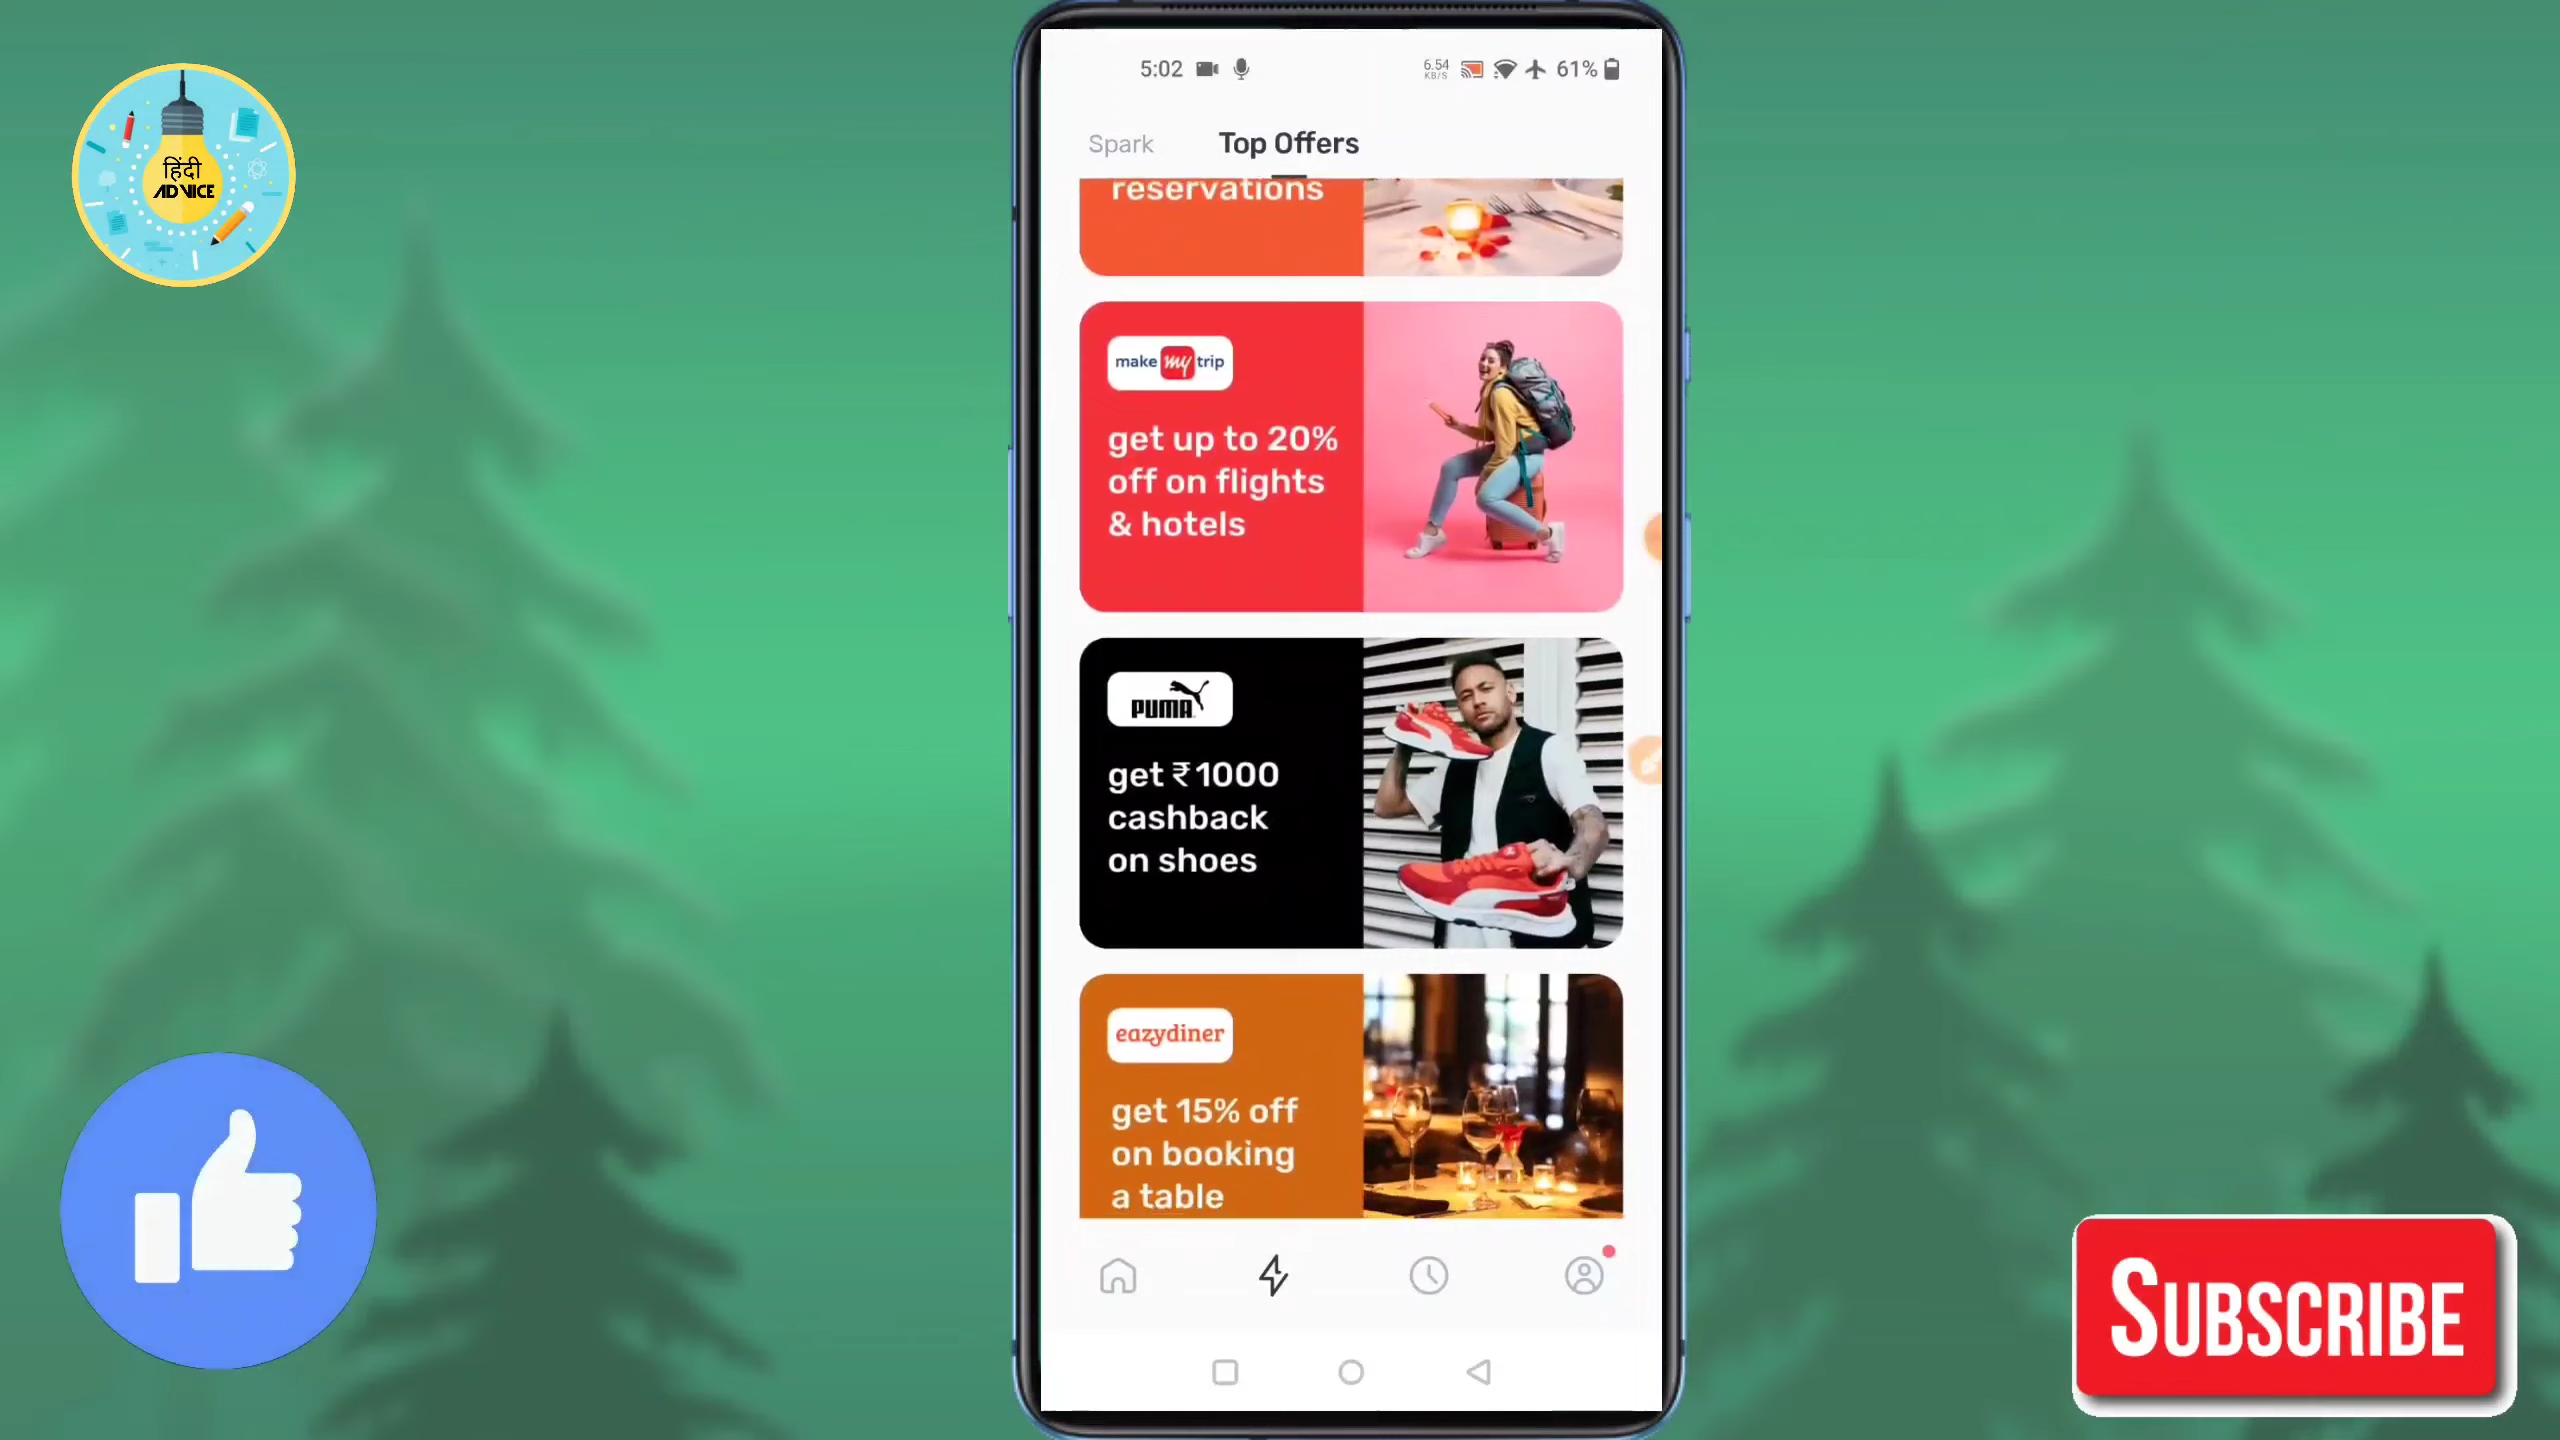 हिंदी
ADVICE
5:02
6.54
KB/S
61%
Spark
Top Offers
reservations
make my trip
get up to 20%
off on flights
& hotels
PUMA
get ₹1000
cashback
on shoes
eazydiner
get 15% off
on booking
a table
SUBSCRIBE